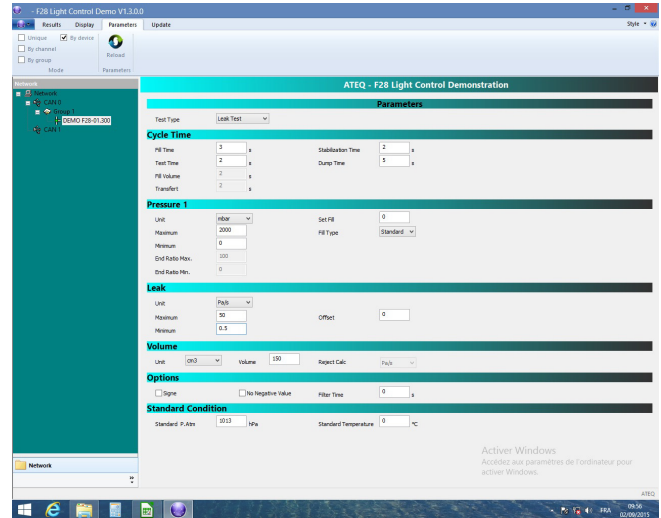 - F28 Light Control Demo V1.3.0.0
Results Display Parameters Update Style
Unique By device
By channel
By group
Reload
Mode Parameters
Network
ATEQ - F28 Light Control Demonstration
Network
CAN 0
Group 1
DEMO F28-01.300
CAN 1
Parameters
Test Type Leak Test
Cycle Time
Fill Time 3 s Stabilization Time 2 s
Test Time 2 s Dump Time 5 s
Fill Volume 2 s
Transfert 2 s
Pressure 1
Unit mbar Set Fill 0
Maximum 2000 Fill Type Standard
Minimum 0
End Ratio Max. 100
End Ratio Min. 0
Leak
Unit Pa/s
Maximum 50 Offset 0
Minimum 0.5
Volume
Unit cm3 Volume 150 Reject Calc Pa/s
Options
Signe No Negative Value Filter Time 0 s
Standard Condition
Standard P.Atm 1013 hPa Standard Temperature 0 °C
Activer Windows
Accédez aux paramètres de l'ordinateur pour
activer Windows.
Network
ATEQ
FRA 09:56
02/09/2015